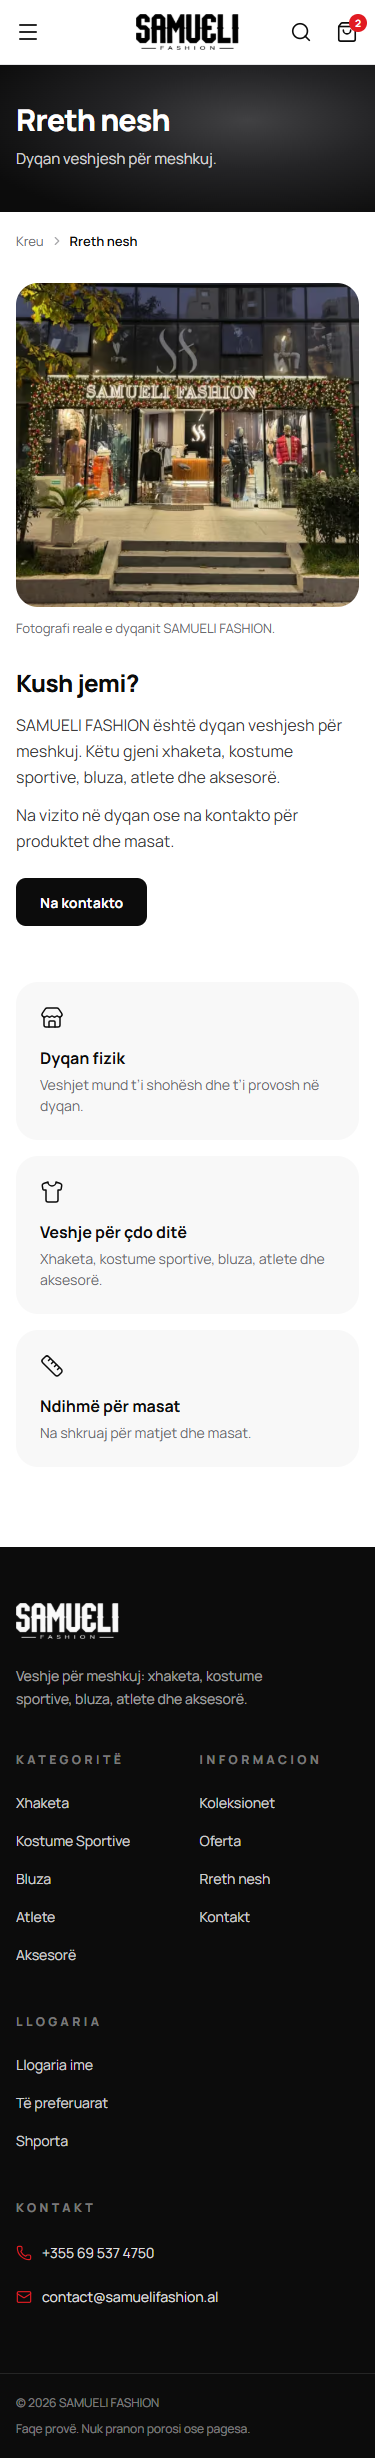 SAMUELI
FASHION
2
Rreth nesh
Dyqan veshjesh për meshkuj.
Kreu > Rreth nesh
SAMUELI FASHION
Fotografi reale e dyqanit SAMUELI FASHION.
Kush jemi?
SAMUELI FASHION është dyqan veshjesh për
meshkuj. Këtu gjeni xhaketa, kostume
sportive, bluza, atlete dhe aksesorë.
Na vizito në dyqan ose na kontakto për
produktet dhe masat.
Na kontakto
Dyqan fizik
Veshjet mund t'i shohësh dhe t'i provosh në
dyqan.
Veshje për çdo ditë
Xhaketa, kostume sportive, bluza, atlete dhe
aksesorë.
Ndihmë për masat
Na shkruaj për matjet dhe masat.
SAMUELI
FASHION
Veshje për meshkuj: xhaketa, kostume
sportive, bluza, atlete dhe aksesorë.
KATEGORITË
Xhaketa
Kostume Sportive
Bluza
Atlete
Aksesorë
INFORMACION
Koleksionet
Oferta
Rreth nesh
Kontakt
LLOGARIA
Llogaria ime
Të preferuarat
Shporta
KONTAKT
+355 69 537 4750
contact@samuelifashion.al
© 2026 SAMUELI FASHION
Faqe provë. Nuk pranon porosi ose pagesa.